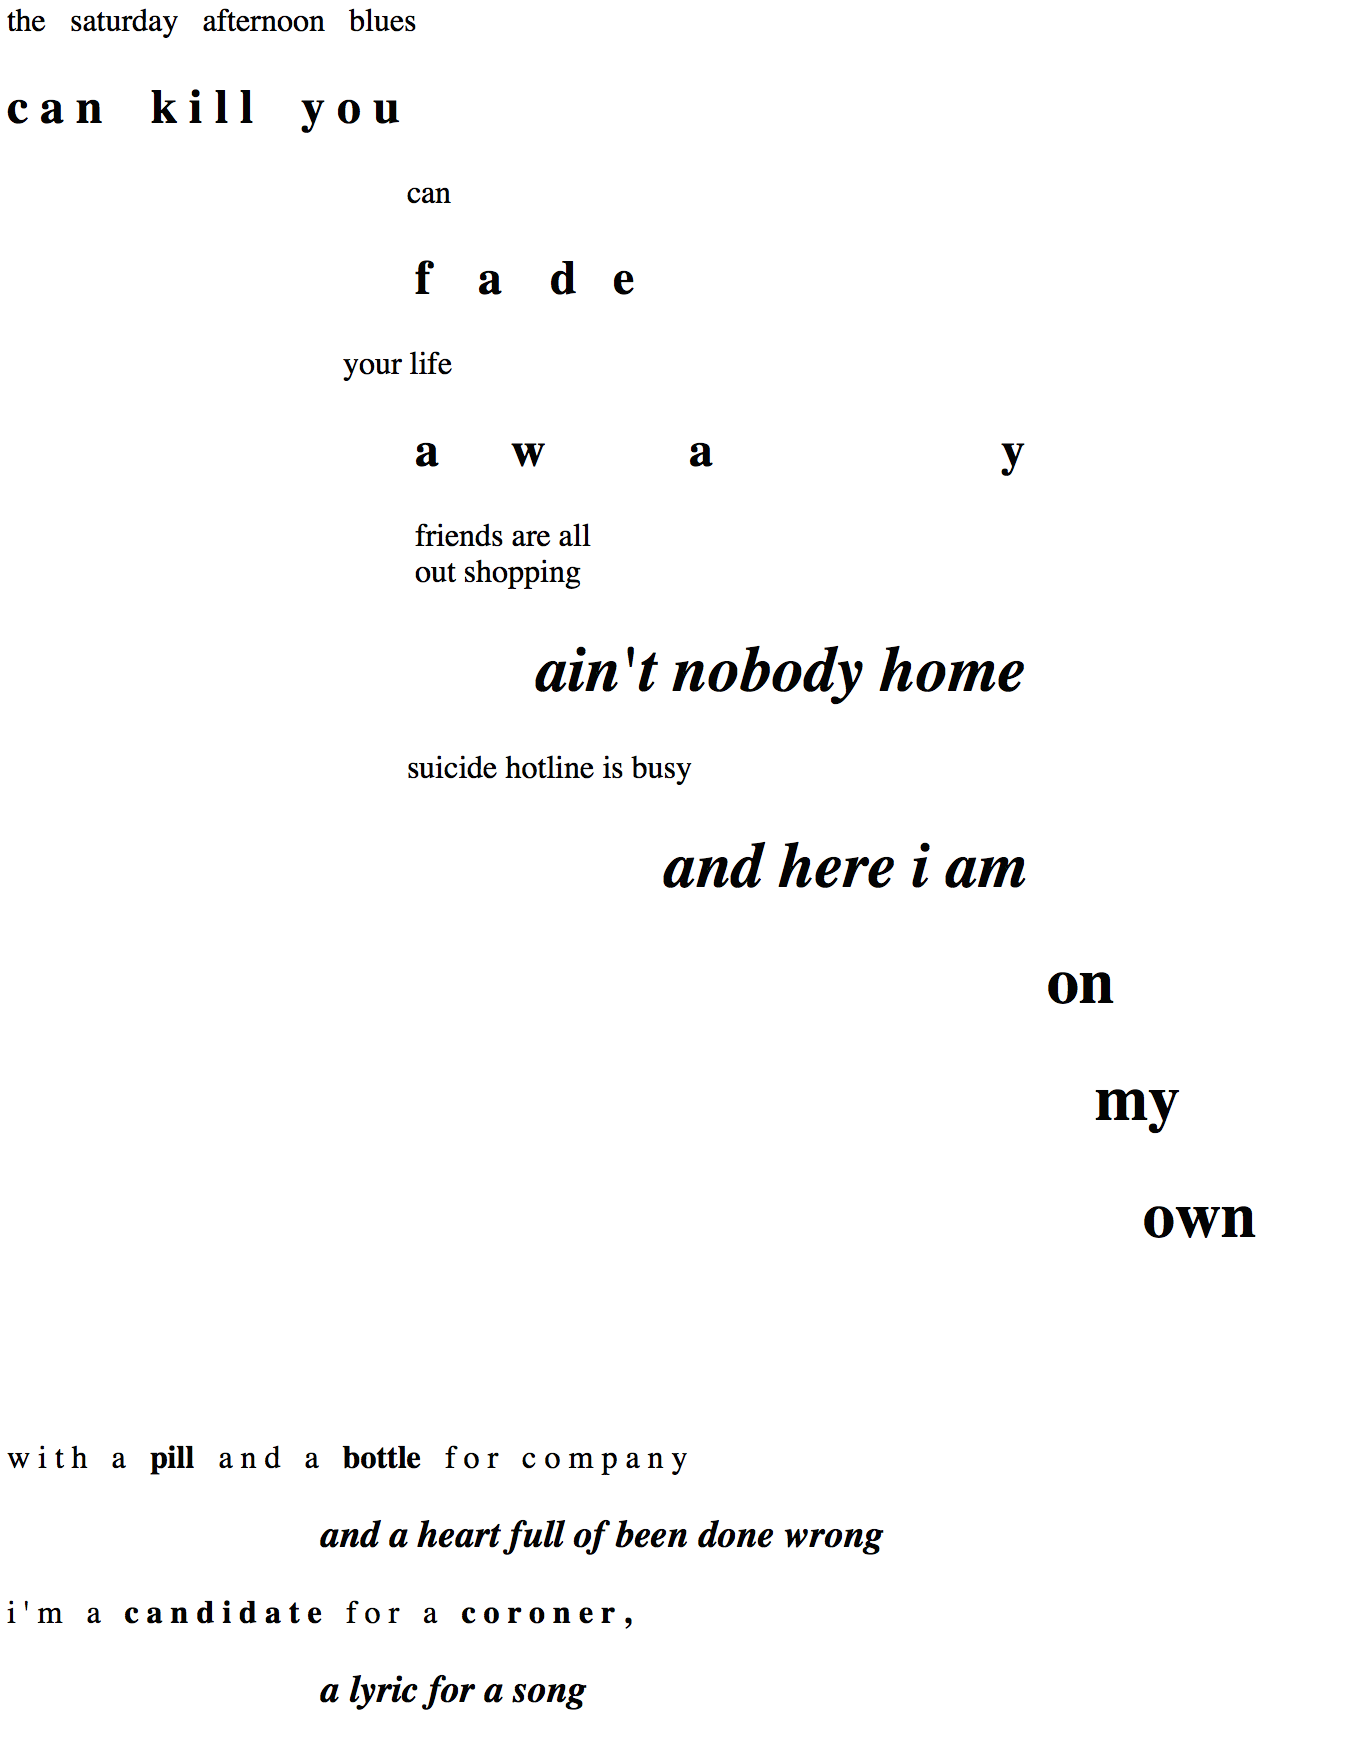 the saturday afternoon blues
can kill you
can
fade
your life
away
friends are all
out shopping
ain't nobody home
suicide hotline is busy
and here i am
on
my
own
with a pill and a bottle for company
and a heart full of been done wrong
i'm a candidate for a coroner,
a lyric for a song